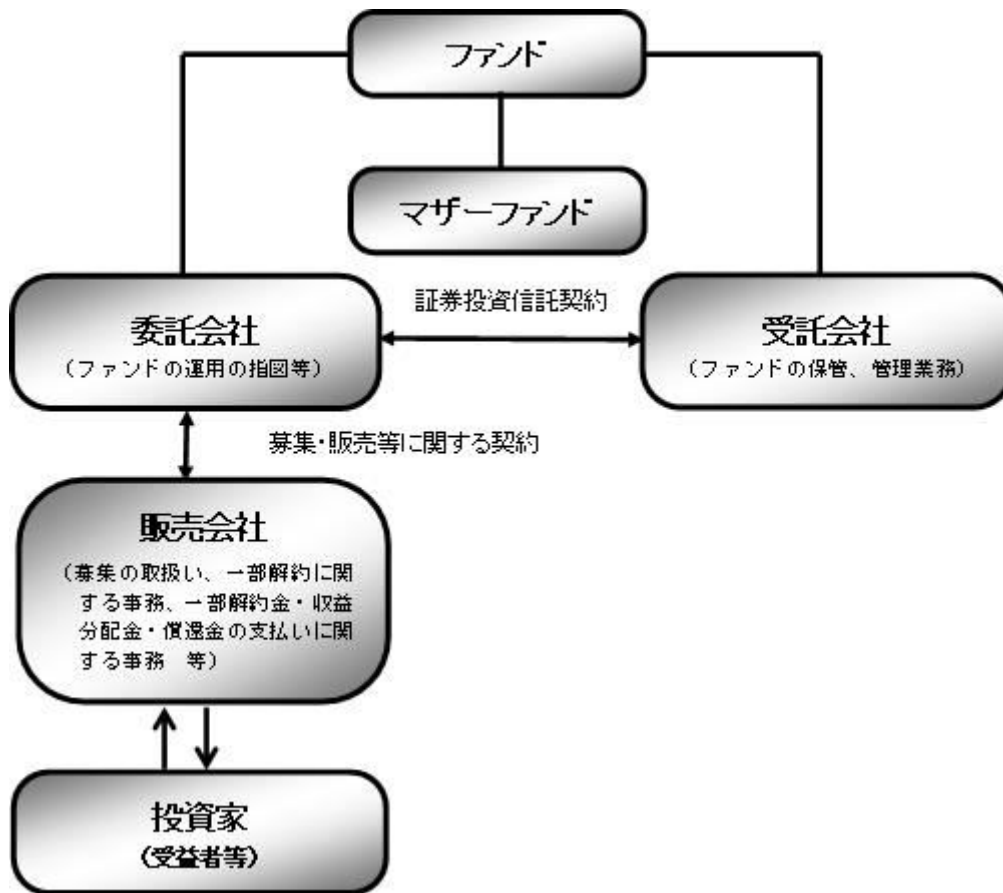 ファンド
マザーファンド
証券投資信託契約
委託会社
(ファンドの運用の指図等)
受託会社
(ファンドの保管、管理業務)
募集・販売等に関する契約
販売会社
(募集の取扱い、一部解約に関
する事務、一部解約金・収益
分配金・償還金の支払いに関
する事務 等)
投資家
(受益者等)